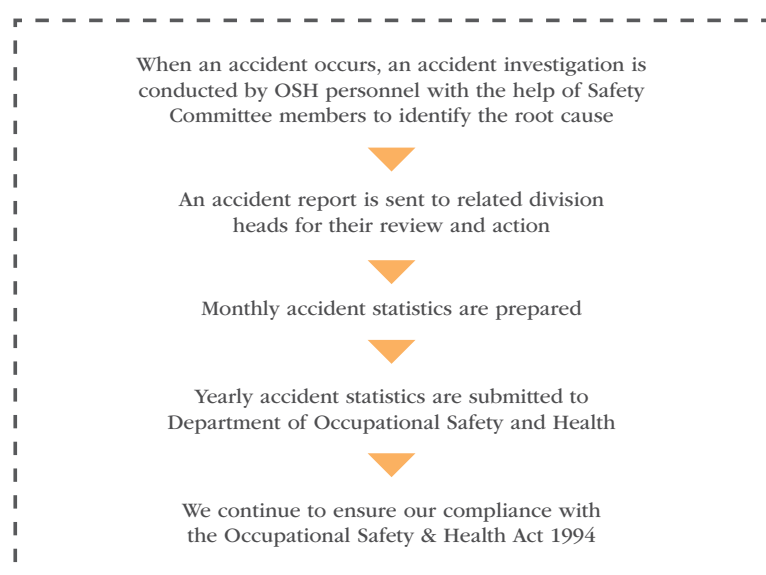 When an accident occurs, an accident investigation is
conducted by OSH personnel with the help of Safety
Committee members to identify the root cause
An accident report is sent to related division
heads for their review and action
Monthly accident statistics are prepared
Yearly accident statistics are submitted to
Department of Occupational Safety and Health
We continue to ensure our compliance with
the Occupational Safety & Health Act 1994